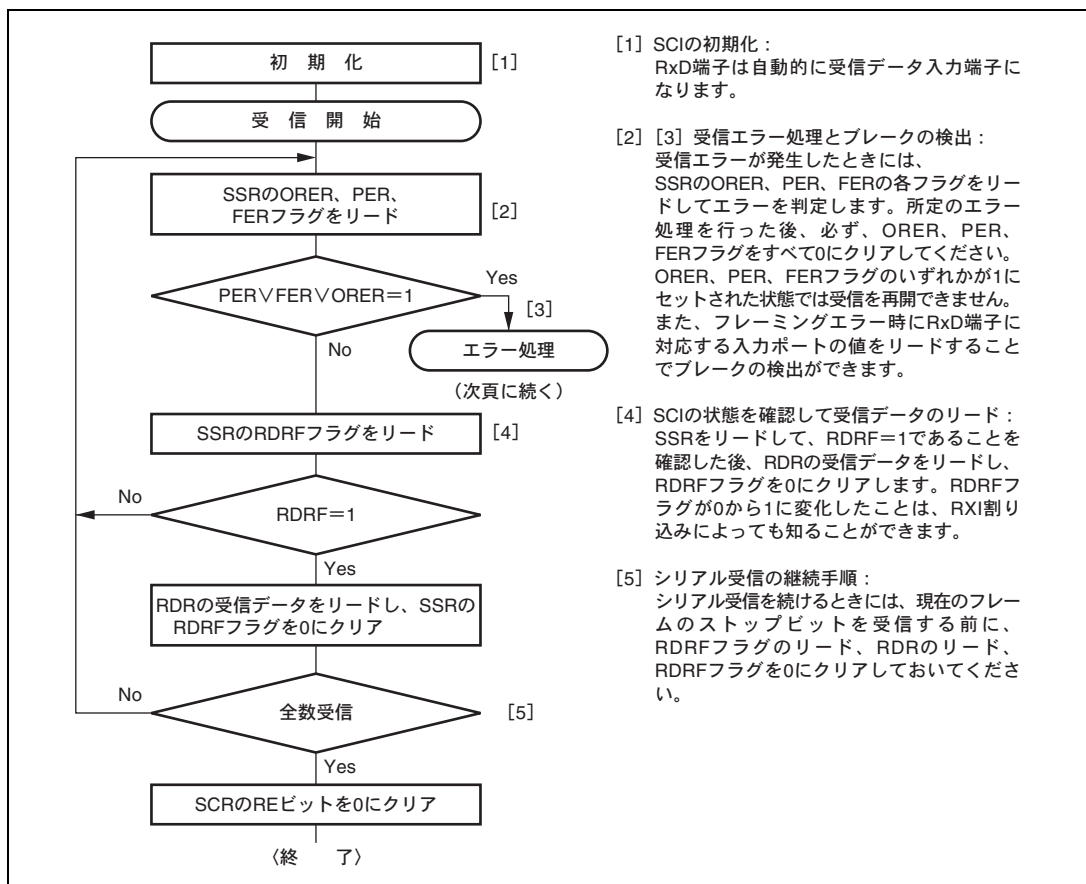 初 期 化 [1]
受 信 開 始
SSRのORER、PER、
FERフラグをリード [2]
PER∨FER∨ORER＝1
Yes
[3]
No
エラー処理
（次頁に続く）
SSRのRDRFフラグをリード [4]
No
RDRF＝1
Yes
RDRの受信データをリードし、SSRの
RDRFフラグを0にクリア
No
全数受信 [5]
Yes
SCRのREビットを0にクリア
〈終 了〉
[1] SCIの初期化：
RxD端子は自動的に受信データ入力端子に
なります。
[2] [3] 受信エラー処理とブレークの検出：
受信エラーが発生したときには、
SSRのORER、PER、FERの各フラグをリー
ドしてエラーを判定します。所定のエラー
処理を行った後、必ず、ORER、PER、
FERフラグをすべて0にクリアしてください。
ORER、PER、FERフラグのいずれかが1に
セットされた状態では受信を再開できません。
また、フレーミングエラー時にRxD端子に
対応する入力ポートの値をリードすること
でブレークの検出ができます。
[4] SCIの状態を確認して受信データのリード：
SSRをリードして、RDRF＝1であることを
確認した後、RDRの受信データをリードし、
RDRFフラグを0にクリアします。RDRFフ
ラグが0から1に変化したことは、RXI割り
込みによっても知ることができます。
[5] シリアル受信の継続手順：
シリアル受信を続けるときには、現在のフレー
ムのストップビットを受信する前に、
RDRFフラグのリード、RDRのリード、
RDRFフラグを0にクリアしておいてくださ
い。